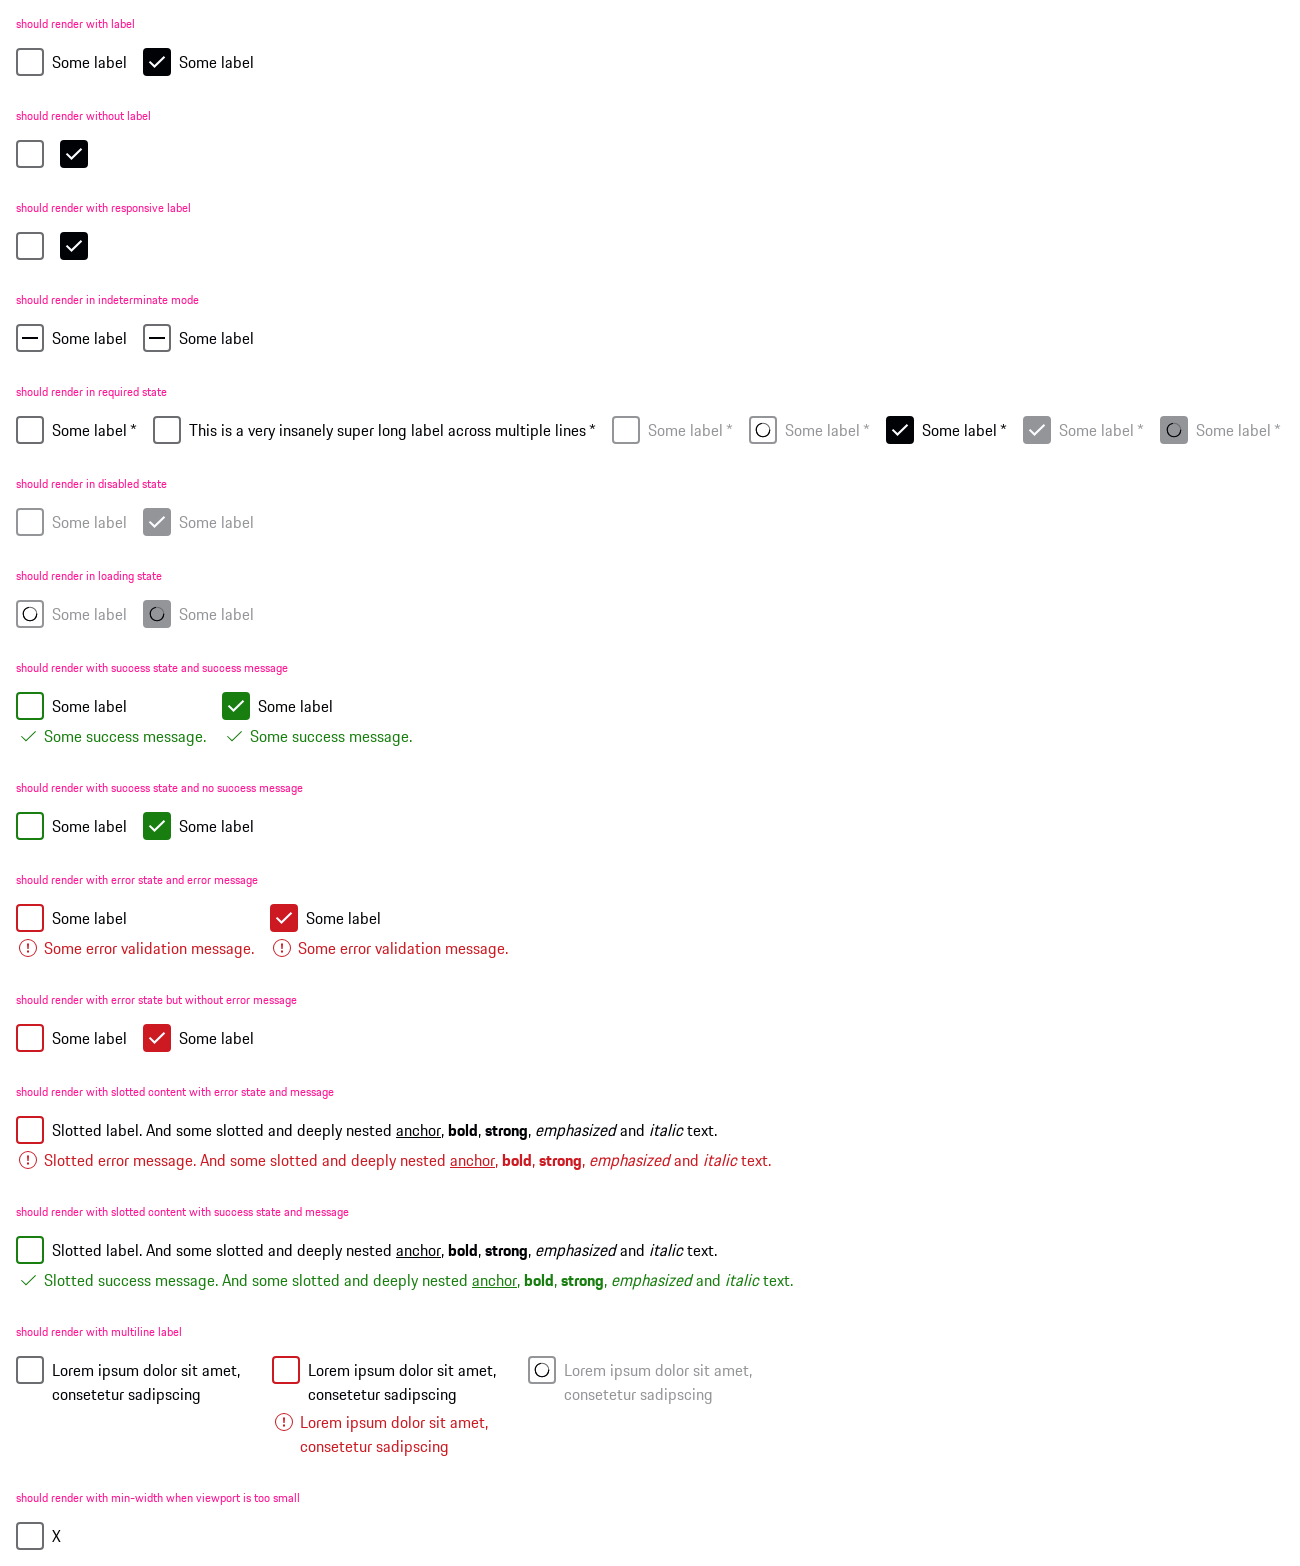 should render with label
Some label Some label
should render without label
should render with responsive label
should render in indeterminate mode
Some label Some label
should render in required state
Some label * This is a very insanely super long label across multiple lines * Some label * Some label * Some label * Some label * Some label *
should render in disabled state
Some label Some label
should render in loading state
Some label Some label
should render with success state and success message
Some label Some label
Some success message. Some success message.
should render with success state and no success message
Some label Some label
should render with error state and error message
Some label Some label
Some error validation message. Some error validation message.
should render with error state but without error message
Some label Some label
should render with slotted content with error state and message
Slotted label. And some slotted and deeply nested anchor, bold, strong, emphasized and italic text.
Slotted error message. And some slotted and deeply nested anchor, bold, strong, emphasized and italic text.
should render with slotted content with success state and message
Slotted label. And some slotted and deeply nested anchor, bold, strong, emphasized and italic text.
Slotted success message. And some slotted and deeply nested anchor, bold, strong, emphasized and italic text.
should render with multiline label
Lorem ipsum dolor sit amet,
consetetur sadipscing
Lorem ipsum dolor sit amet,
consetetur sadipscing
Lorem ipsum dolor sit amet,
consetetur sadipscing
Lorem ipsum dolor sit amet,
consetetur sadipscing
should render with min-width when viewport is too small
X